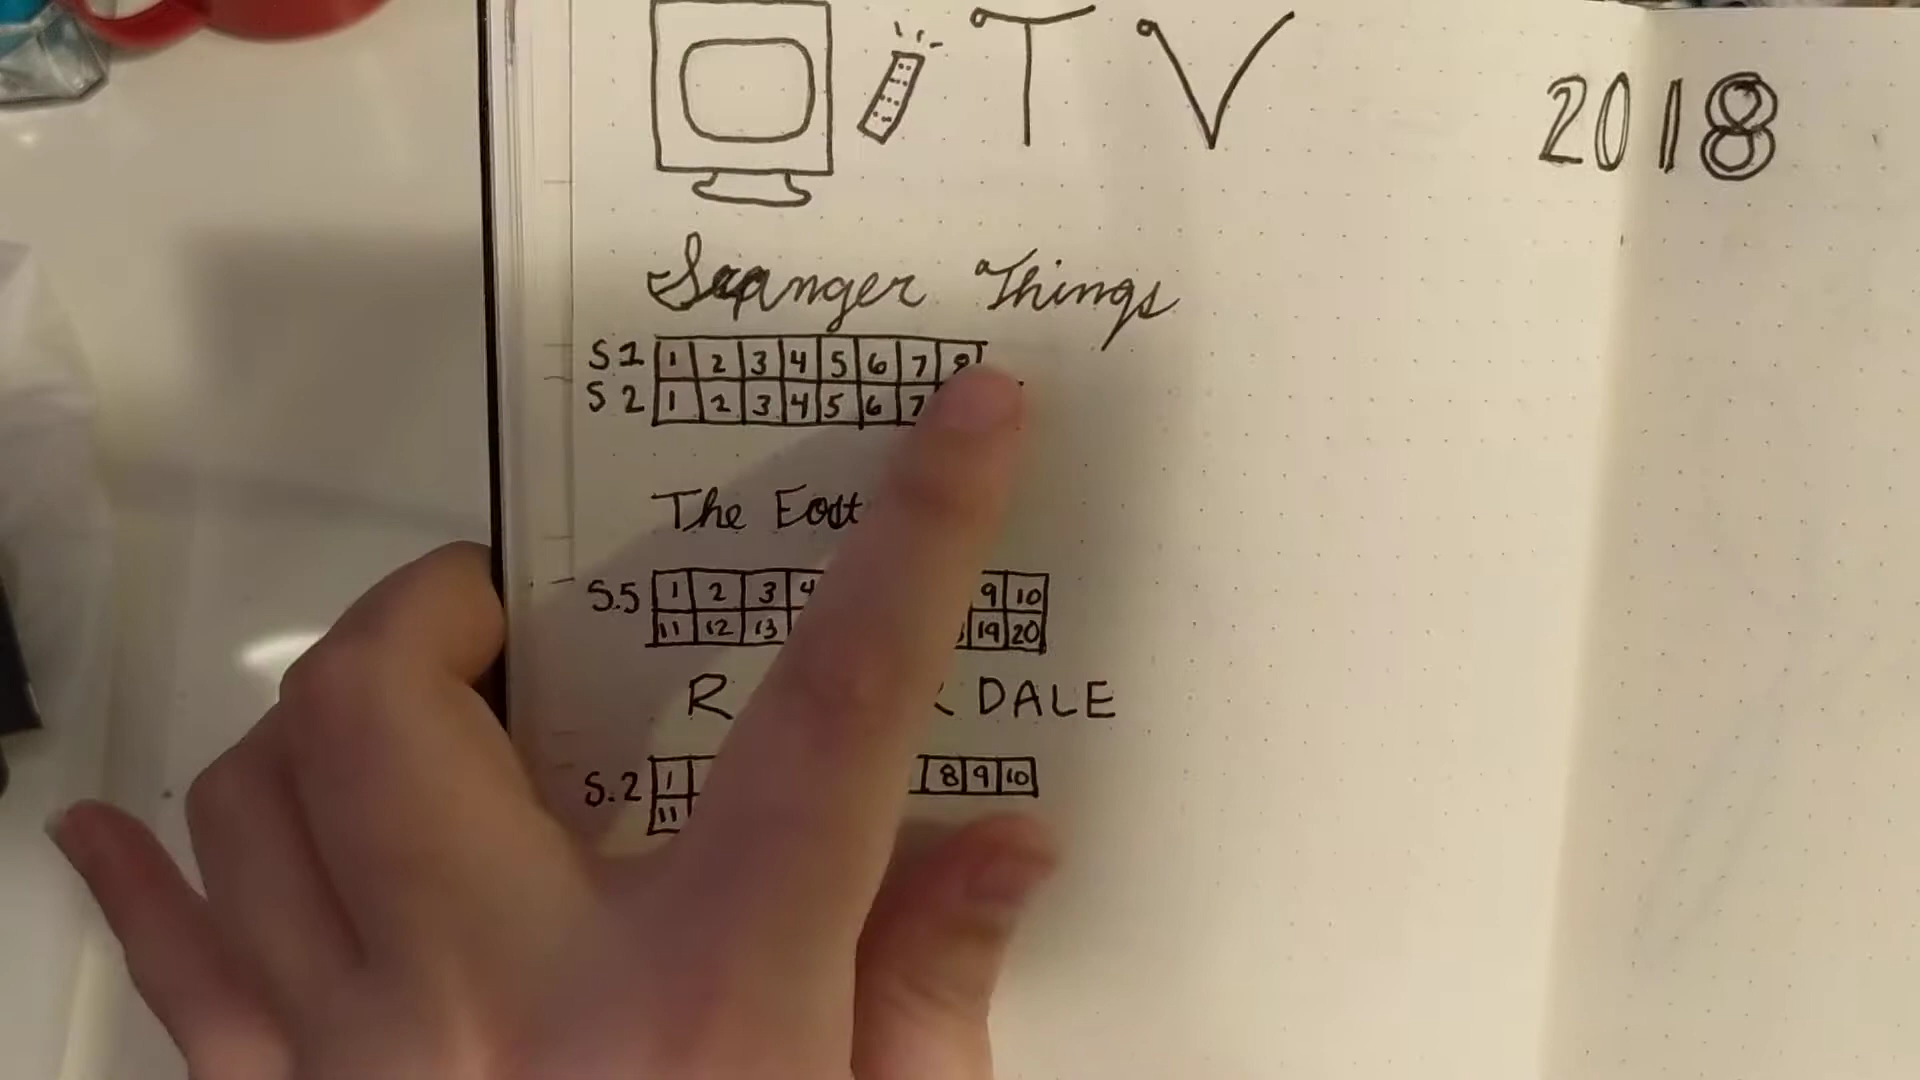 TV
2018
Stranger Things
S1 1 2 3 4 5 6 7 8
S2 1 2 3 4 5 6 7
The
S.5 1 2 3 4 9 10
11 12 13 19 20
R DALE
S.2 1 8 9 10
11